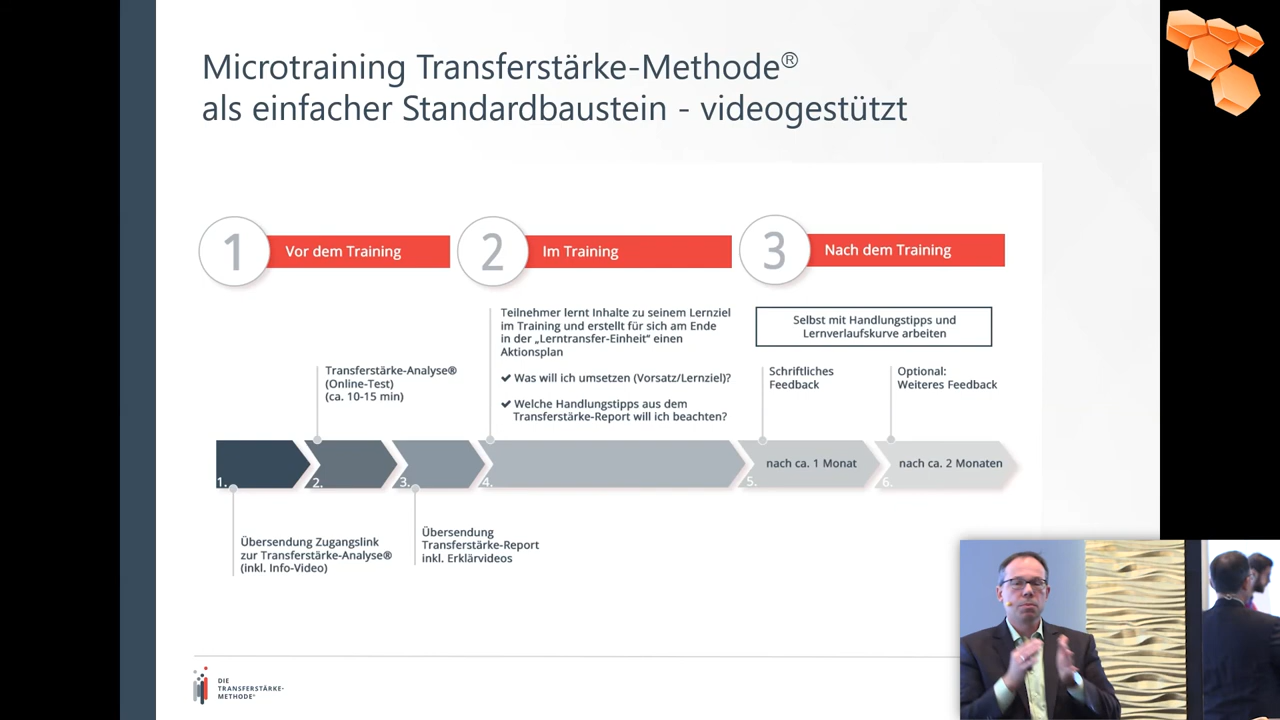 Microtraining Transferstärke-Methode®
als einfacher Standardbaustein - videogestützt
1
Vor dem Training
2
Im Training
3
Nach dem Training
Teilnehmer lernt Inhalte zu seinem Lernziel
im Training und erstellt für sich am Ende
in der „Lerntransfer-Einheit" einen
Aktionsplan
✔ Was will ich umsetzen (Vorsatz/Lernziel)?
✔ Welche Handlungstipps aus dem
Transferstärke-Report will ich beachten?
Selbst mit Handlungstipps und
Lernverlaufskurve arbeiten
Transferstärke-Analyse®
(Online-Test)
(ca. 10-15 min)
Schriftliches
Feedback
Optional:
Weiteres Feedback
nach ca. 1 Monat
nach ca. 2 Monaten
1.
2.
3.
4.
5.
6.
Übersendung Zugangslink
zur Transferstärke-Analyse®
(inkl. Info-Video)
Übersendung
Transferstärke-Report
inkl. Erklärvideos
DIE
TRANSFERSTÄRKE-
METHODE®